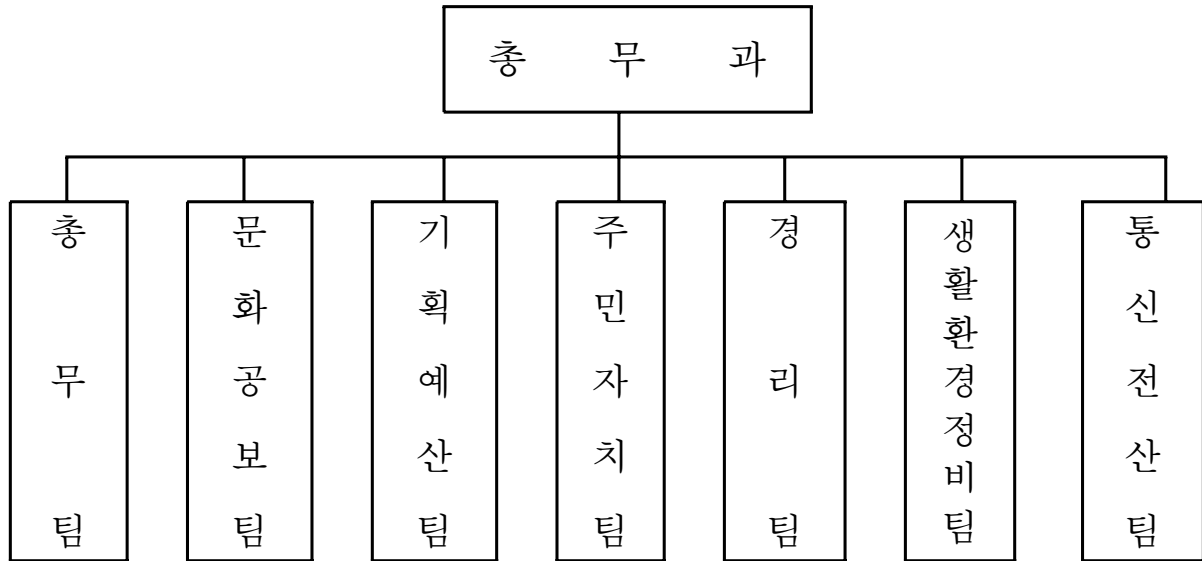 총 무 과
총무팀
문화공보팀
기획예산팀
주민자치팀
경리팀
생활환경정비팀
통신전산팀